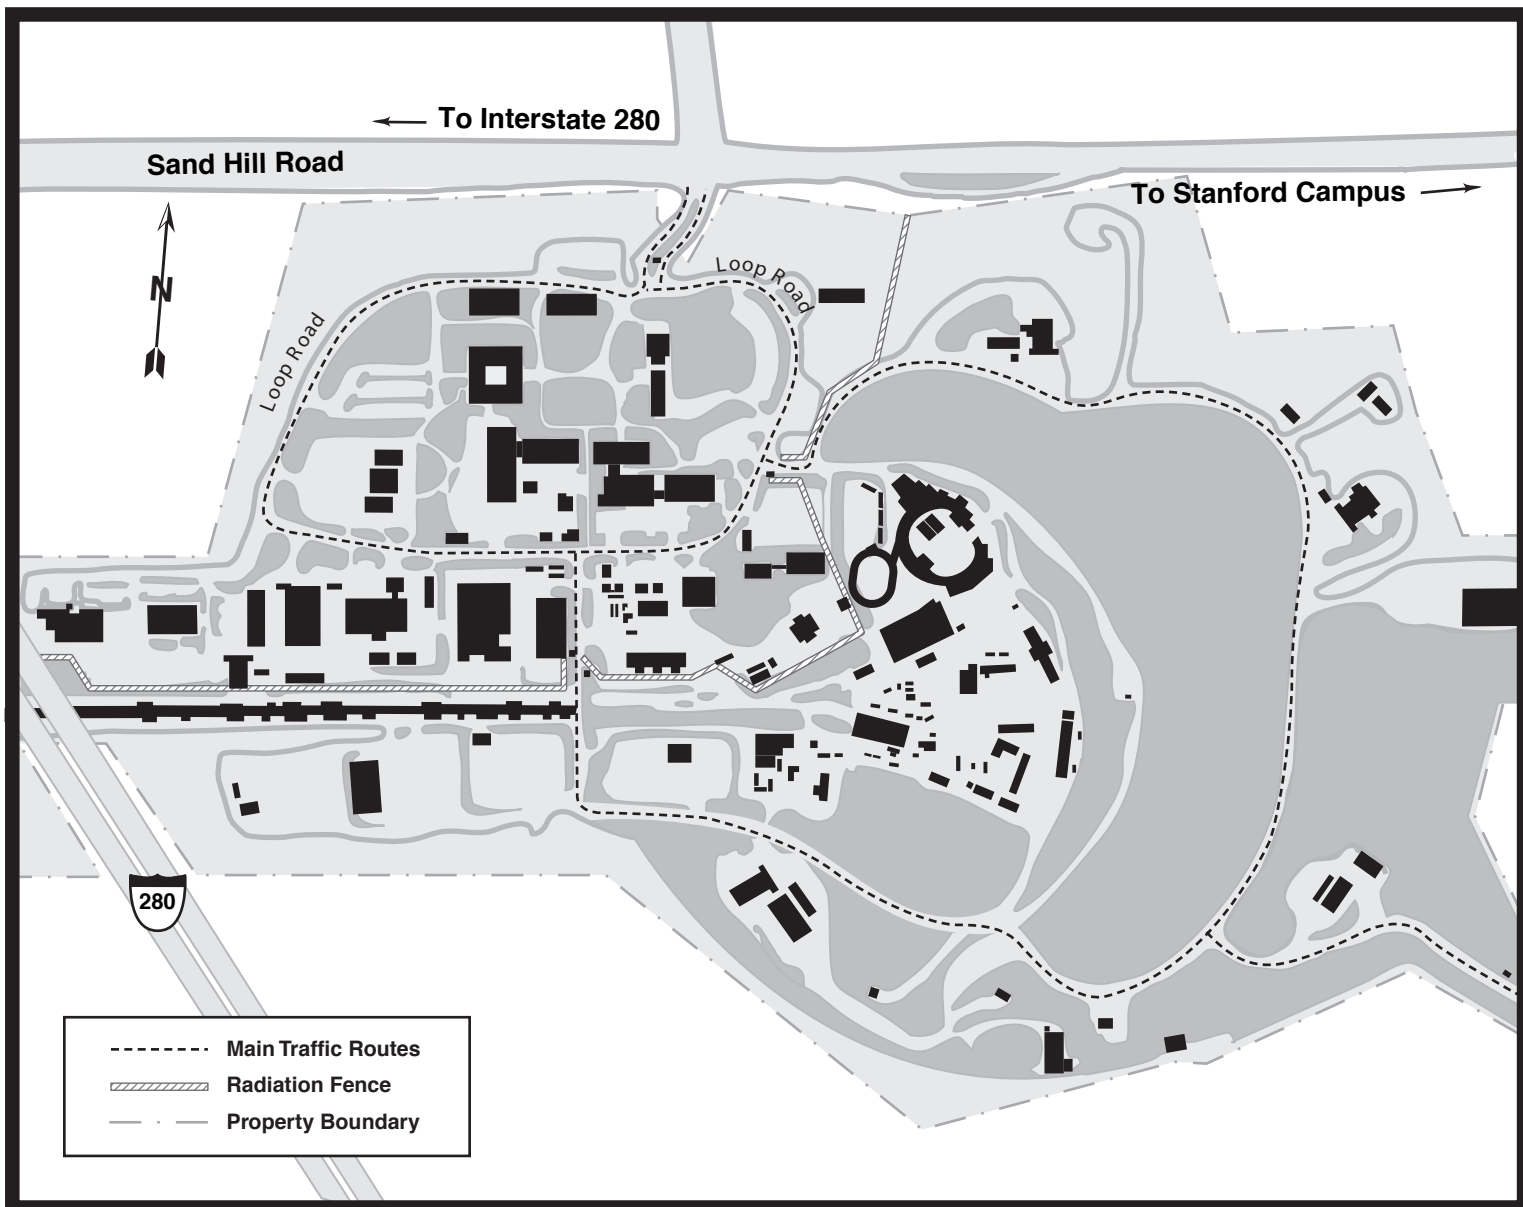 To Interstate 280
Sand Hill Road
To Stanford Campus
N
Loop Road
Loop Road
280
Main Traffic Routes
Radiation Fence
Property Boundary